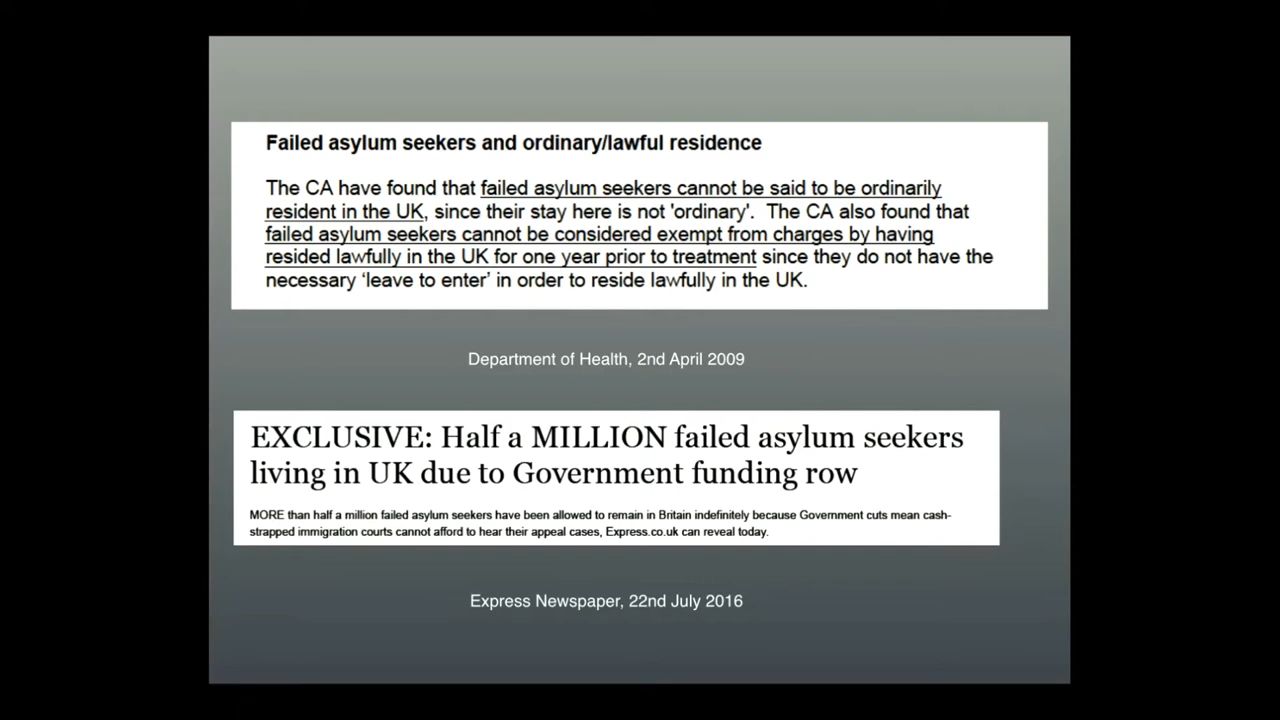 Failed asylum seekers and ordinary/lawful residence
The CA have found that failed asylum seekers cannot be said to be ordinarily
resident in the UK, since their stay here is not 'ordinary'. The CA also found that
failed asylum seekers cannot be considered exempt from charges by having
resided lawfully in the UK for one year prior to treatment since they do not have the
necessary ‘leave to enter’ in order to reside lawfully in the UK.
Department of Health, 2nd April 2009
EXCLUSIVE: Half a MILLION failed asylum seekers
living in UK due to Government funding row
MORE than half a million failed asylum seekers have been allowed to remain in Britain indefinitely because Government cuts mean cash-
strapped immigration courts cannot afford to hear their appeal cases, Express.co.uk can reveal today.
Express Newspaper, 22nd July 2016